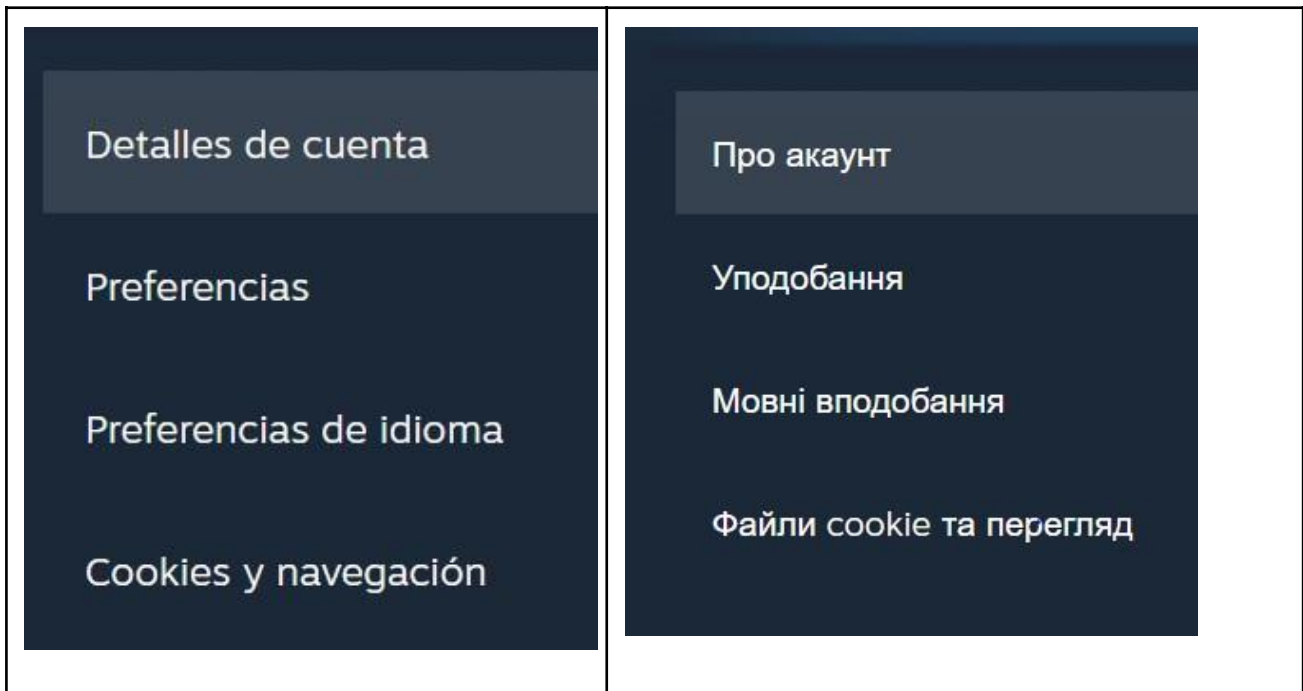 Detalles de cuenta
Preferencias
Preferencias de idioma
Cookies y navegación
Про акаунт
Уподобання
Мовні вподобання
Файли cookie та перегляд